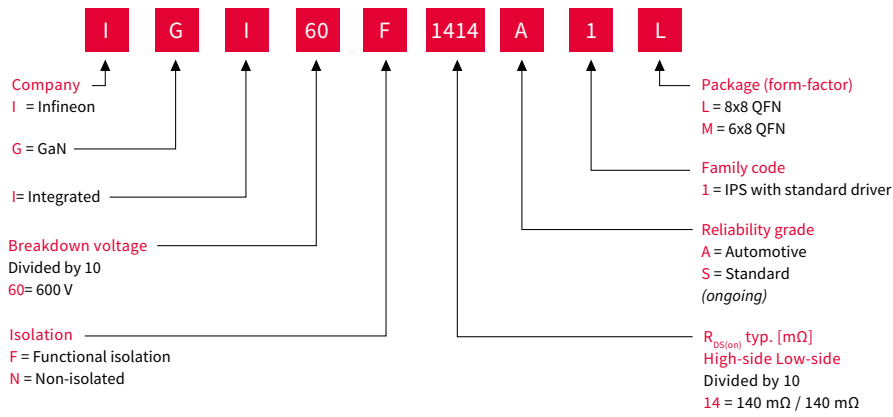 I G I 60 F 1414 A 1 L
Company
I = Infineon
G = GaN
I= Integrated
Breakdown voltage
Divided by 10
60= 600 V
Isolation
F = Functional isolation
N = Non-isolated
Package (form-factor)
L = 8x8 QFN
M = 6x8 QFN
Family code
1 = IPS with standard driver
Reliability grade
A = Automotive
S = Standard
(ongoing)
RDS(on) typ. [mΩ]
High-side Low-side
Divided by 10
14 = 140 mΩ / 140 mΩ